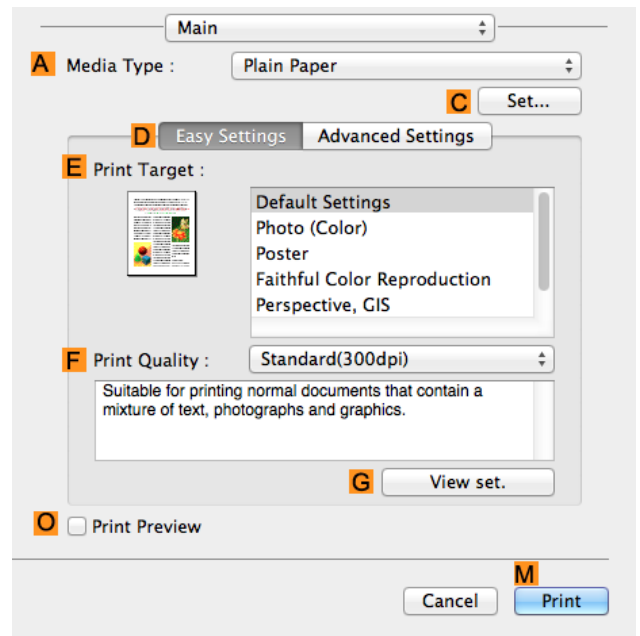 Main
A Media Type : Plain Paper
C Set...
D Easy Settings Advanced Settings
E Print Target :
Default Settings
Photo (Color)
Poster
Faithful Color Reproduction
Perspective, GIS
F Print Quality : Standard(300dpi)
Suitable for printing normal documents that contain a
mixture of text, photographs and graphics.
G View set.
O Print Preview
M
Cancel Print